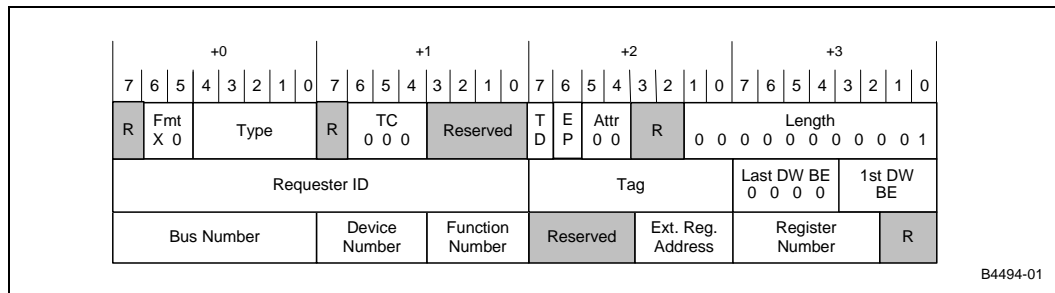 +0 +1 +2 +3
7 6 5 4 3 2 1 0 7 6 5 4 3 2 1 0 7 6 5 4 3 2 1 0 7 6 5 4 3 2 1 0
R Fmt X 0 Type R TC 0 0 0 Reserved T D E P Attr 0 0 R Length 0 0 0 0 0 0 0 0 0 1
Requester ID Tag Last DW BE 0 0 0 0 1st DW BE
Bus Number Device Number Function Number Reserved Ext. Reg. Address Register Number R
B4494-01